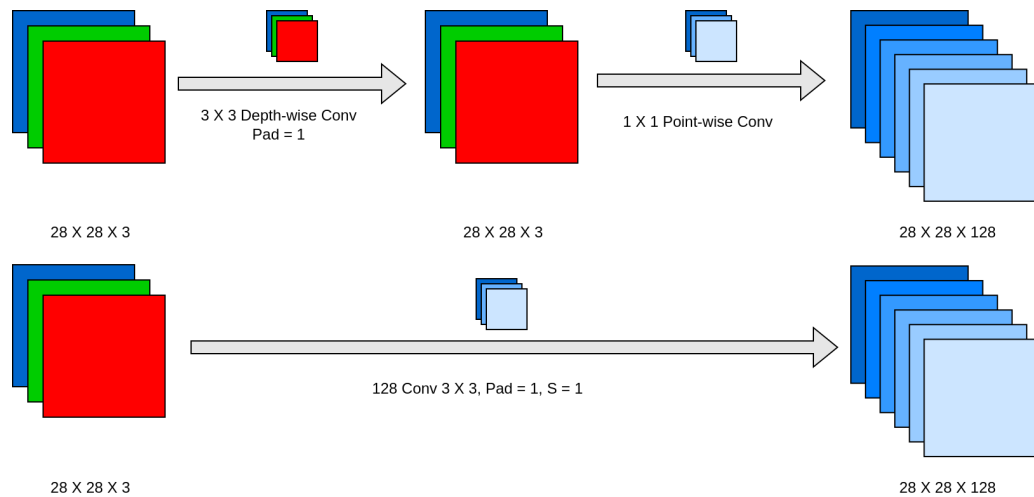 3 X 3 Depth-wise Conv
Pad = 1
1 X 1 Point-wise Conv
28 X 28 X 3
28 X 28 X 3
28 X 28 X 128
128 Conv 3 X 3, Pad = 1, S = 1
28 X 28 X 3
28 X 28 X 128